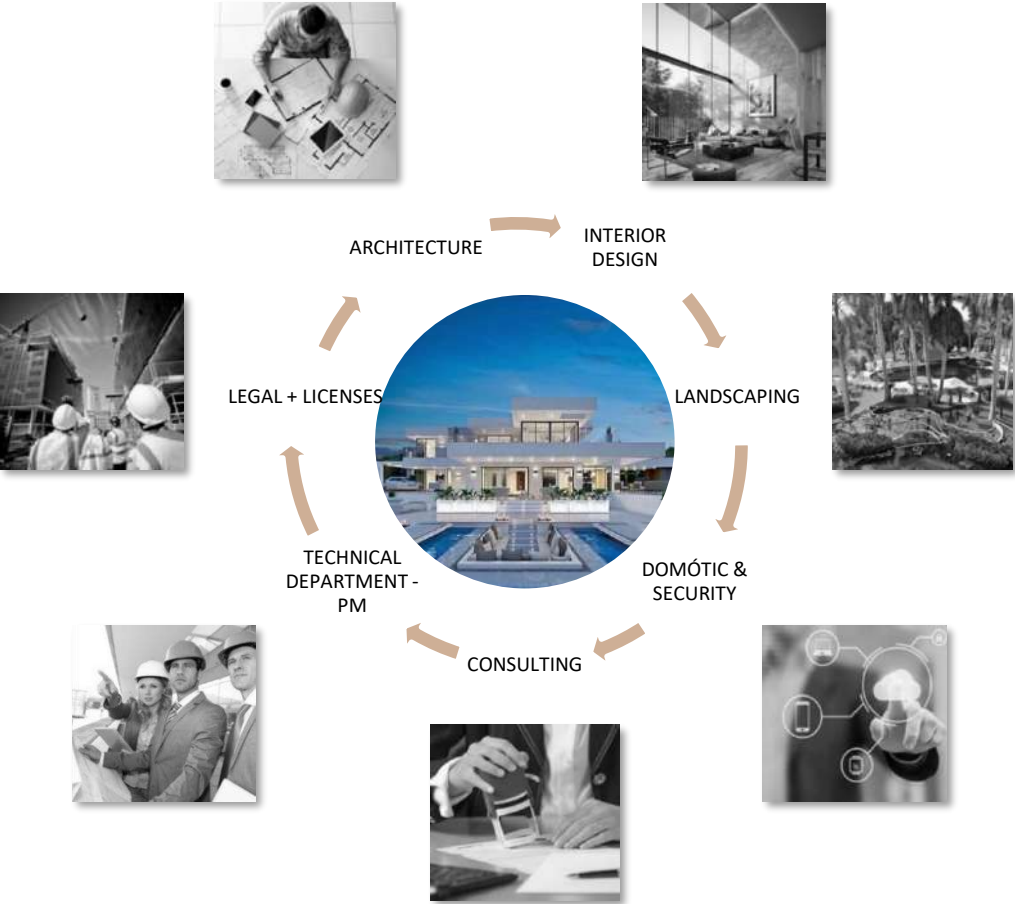 ARCHITECTURE
INTERIOR
DESIGN
LANDSCAPING
DOMÓTIC &
SECURITY
CONSULTING
TECHNICAL
DEPARTMENT -
PM
LEGAL + LICENSES